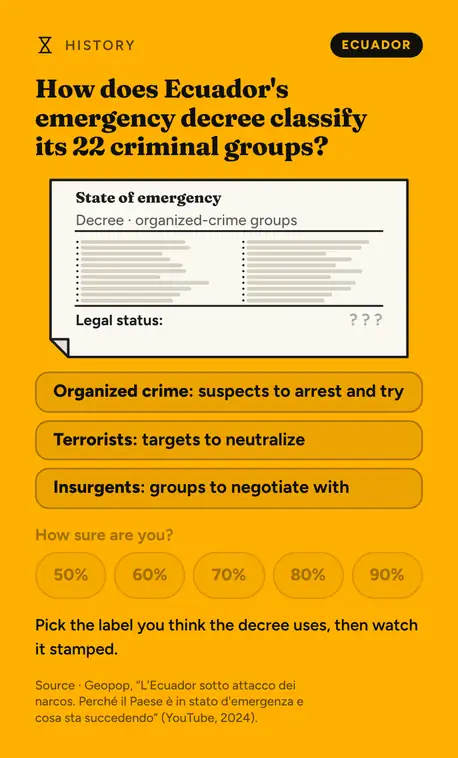 HISTORY
ECUADOR
How does Ecuador's
emergency decree classify
its 22 criminal groups?
State of emergency
Decree · organized-crime groups
Legal status:
? ? ?
Organized crime: suspects to arrest and try
Terrorists: targets to neutralize
Insurgents: groups to negotiate with
How sure are you?
50%
60%
70%
80%
90%
Pick the label you think the decree uses, then watch
it stamped.
Source · Geopop, “L'Ecuador sotto attacco dei
narcos. Perché il Paese è in stato d'emergenza e
cosa sta succedendo” (YouTube, 2024).